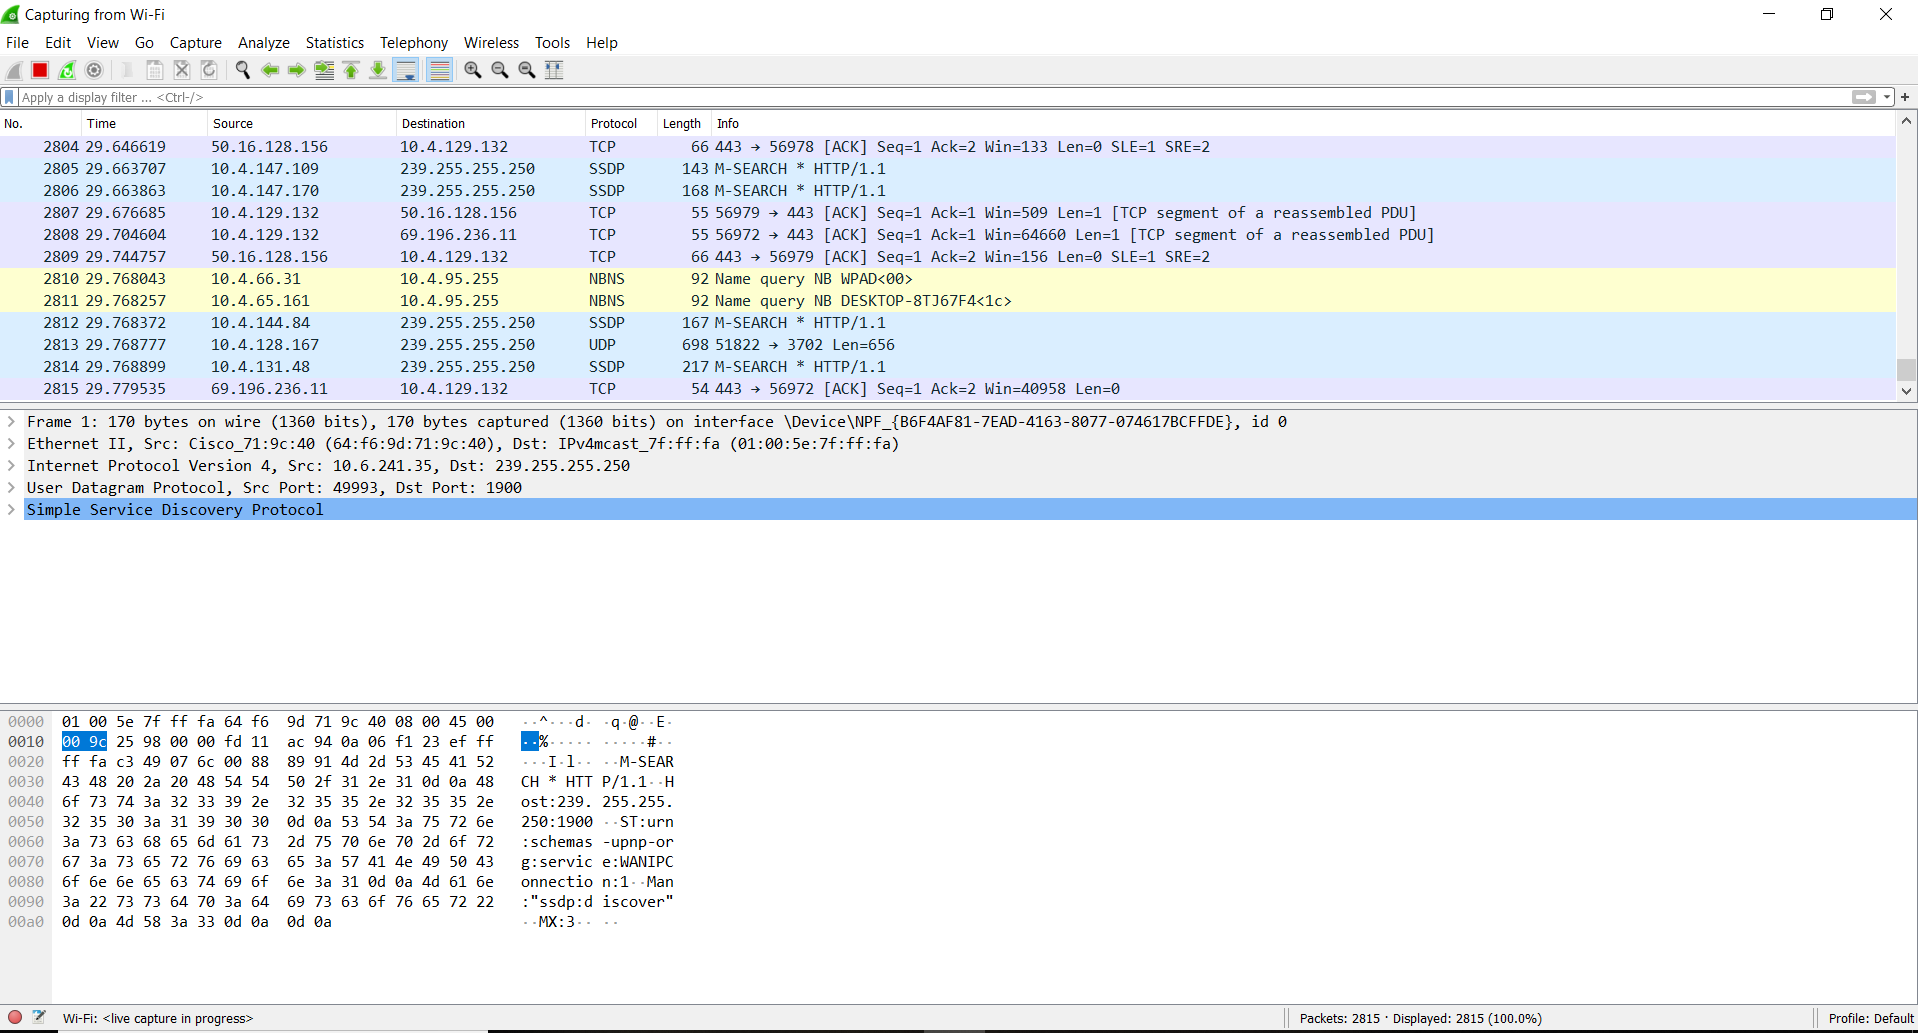 Capturing from Wi-Fi
File Edit View Go Capture Analyze Statistics Telephony Wireless Tools Help
Apply a display filter ... <Ctrl-/>
+
No. Time Source Destination Protocol Length Info
2804 29.646619 50.16.128.156 10.4.129.132 TCP 66 443 → 56978 [ACK] Seq=1 Ack=2 Win=133 Len=0 SLE=1 SRE=2
2805 29.663707 10.4.147.109 239.255.255.250 SSDP 143 M-SEARCH * HTTP/1.1
2806 29.663863 10.4.147.170 239.255.255.250 SSDP 168 M-SEARCH * HTTP/1.1
2807 29.676685 10.4.129.132 50.16.128.156 TCP 55 56979 → 443 [ACK] Seq=1 Ack=1 Win=509 Len=1 [TCP segment of a reassembled PDU]
2808 29.704604 10.4.129.132 69.196.236.11 TCP 55 56972 → 443 [ACK] Seq=1 Ack=1 Win=64660 Len=1 [TCP segment of a reassembled PDU]
2809 29.744757 50.16.128.156 10.4.129.132 TCP 66 443 → 56979 [ACK] Seq=1 Ack=2 Win=156 Len=0 SLE=1 SRE=2
2810 29.768043 10.4.66.31 10.4.95.255 NBNS 92 Name query NB WPAD<00>
2811 29.768257 10.4.65.161 10.4.95.255 NBNS 92 Name query NB DESKTOP-8TJ67F4<1c>
2812 29.768372 10.4.144.84 239.255.255.250 SSDP 167 M-SEARCH * HTTP/1.1
2813 29.768777 10.4.128.167 239.255.255.250 UDP 698 51822 → 3702 Len=656
2814 29.768899 10.4.131.48 239.255.255.250 SSDP 217 M-SEARCH * HTTP/1.1
2815 29.779535 69.196.236.11 10.4.129.132 TCP 54 443 → 56972 [ACK] Seq=1 Ack=2 Win=40958 Len=0
Frame 1: 170 bytes on wire (1360 bits), 170 bytes captured (1360 bits) on interface \Device\NPF_{B6F4AF81-7EAD-4163-8077-074617BCFFDE}, id 0
Ethernet II, Src: Cisco_71:9c:40 (64:f6:9d:71:9c:40), Dst: IPv4mcast_7f:ff:fa (01:00:5e:7f:ff:fa)
Internet Protocol Version 4, Src: 10.6.241.35, Dst: 239.255.255.250
User Datagram Protocol, Src Port: 49993, Dst Port: 1900
Simple Service Discovery Protocol
0000 01 00 5e 7f ff fa 64 f6 9d 71 9c 40 08 00 45 00 ··^···d· ·q·@··E·
0010 00 9c 25 98 00 00 fd 11 ac 94 0a 06 f1 23 ef ff ··%····· ·····#··
0020 ff fa c3 49 07 6c 00 88 89 91 4d 2d 53 45 41 52 ···I·l·· ··M-SEAR
0030 43 48 20 2a 20 48 54 54 50 2f 31 2e 31 0d 0a 48 CH * HTT P/1.1··H
0040 6f 73 74 3a 32 33 39 2e 32 35 35 2e 32 35 35 2e ost:239. 255.255.
0050 32 35 30 3a 31 39 30 30 0d 0a 53 54 3a 75 72 6e 250:1900 ··ST:urn
0060 3a 73 63 68 65 6d 61 73 2d 75 70 6e 70 2d 6f 72 :schemas -upnp-or
0070 67 3a 73 65 72 76 69 63 65 3a 57 41 4e 49 50 43 g:servic e:WANIPC
0080 6f 6e 6e 65 63 74 69 6f 6e 3a 31 0d 0a 4d 61 6e onnectio n:1··Man
0090 3a 22 73 73 64 70 3a 64 69 73 63 6f 76 65 72 22 :"ssdp:d iscover"
00a0 0d 0a 4d 58 3a 33 0d 0a 0d 0a ··MX:3·· ··
Wi-Fi: <live capture in progress> Packets: 2815 · Displayed: 2815 (100.0%) Profile: Default